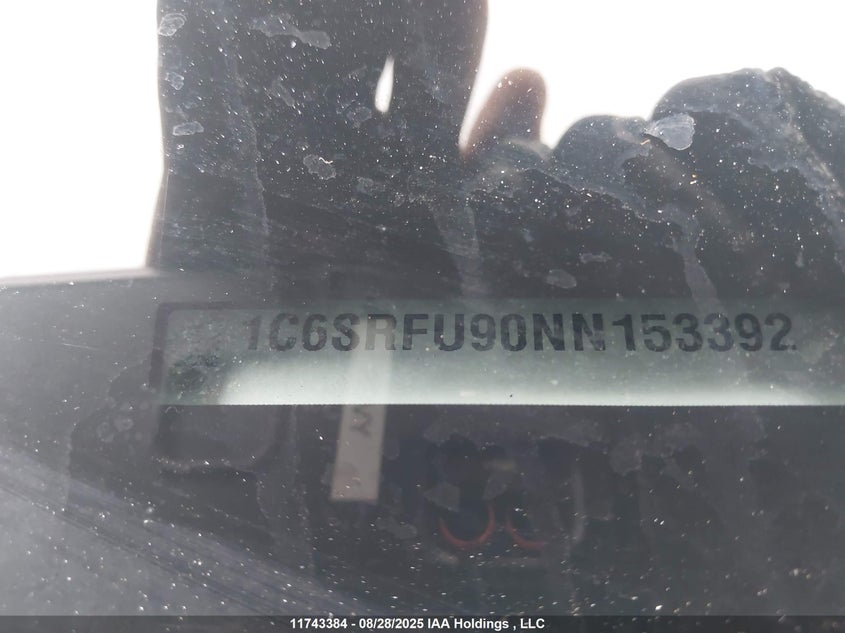 1C6SRFU90NN153392
11743384 - 08/28/2025 IAA Holdings , LLC